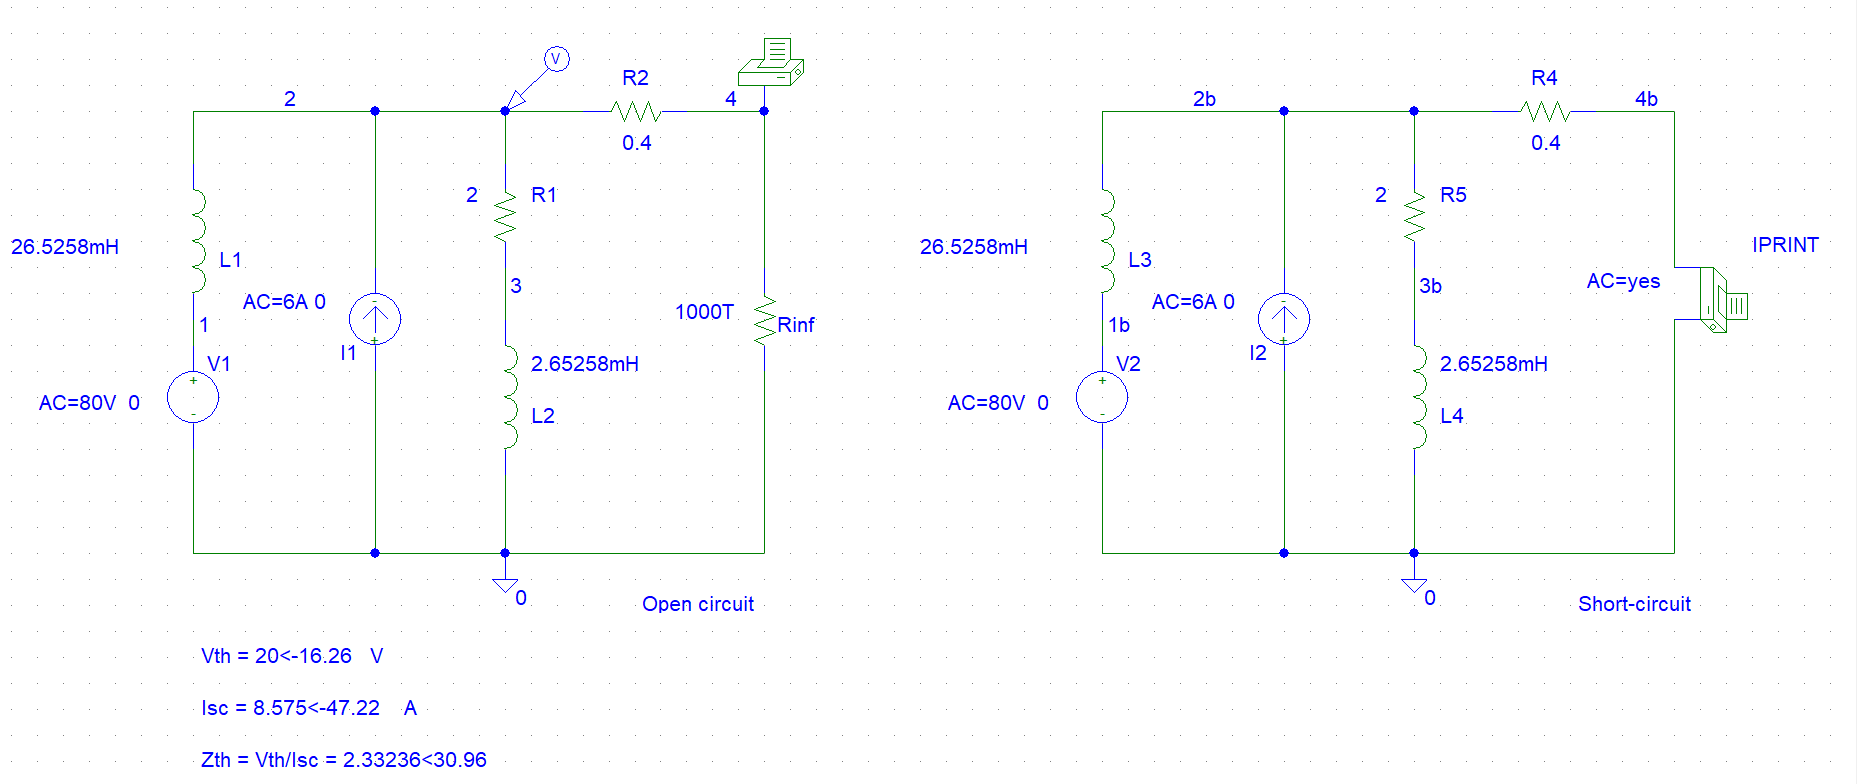 2
V
R2
4
0.4
2
R1
26.5258mH
L1
AC=6A 0
3
1000T
Rinf
1
I1
V1
2.65258mH
AC=80V 0
L2
+
-
-
+
0
Open circuit
2b
R4
4b
0.4
2
R5
IPRINT
26.5258mH
L3
AC=yes
AC=6A 0
3b
1b
I2
V2
2.65258mH
AC=80V 0
L4
+
-
-
+
0
Short-circuit
Vth = 20<-16.26 V
Isc = 8.575<-47.22 A
Zth = Vth/Isc = 2.33236<30.96